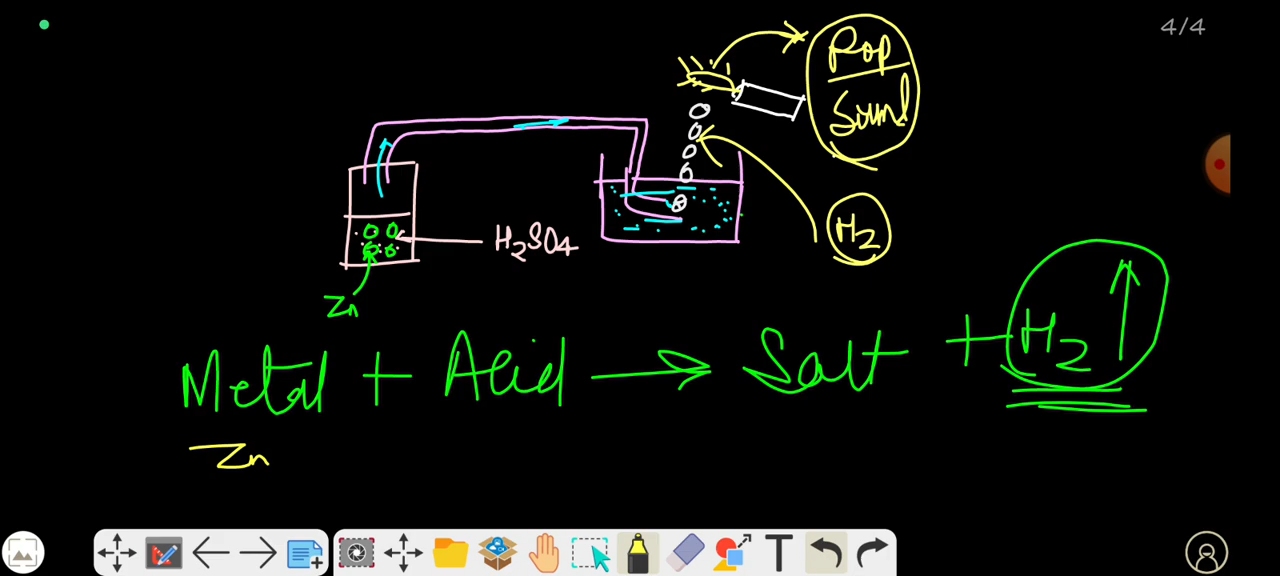 4/4
Pop
Sound
H2SO4
H2
Zn
Metal + Acid → Salt + H2 ↑
Zn
T